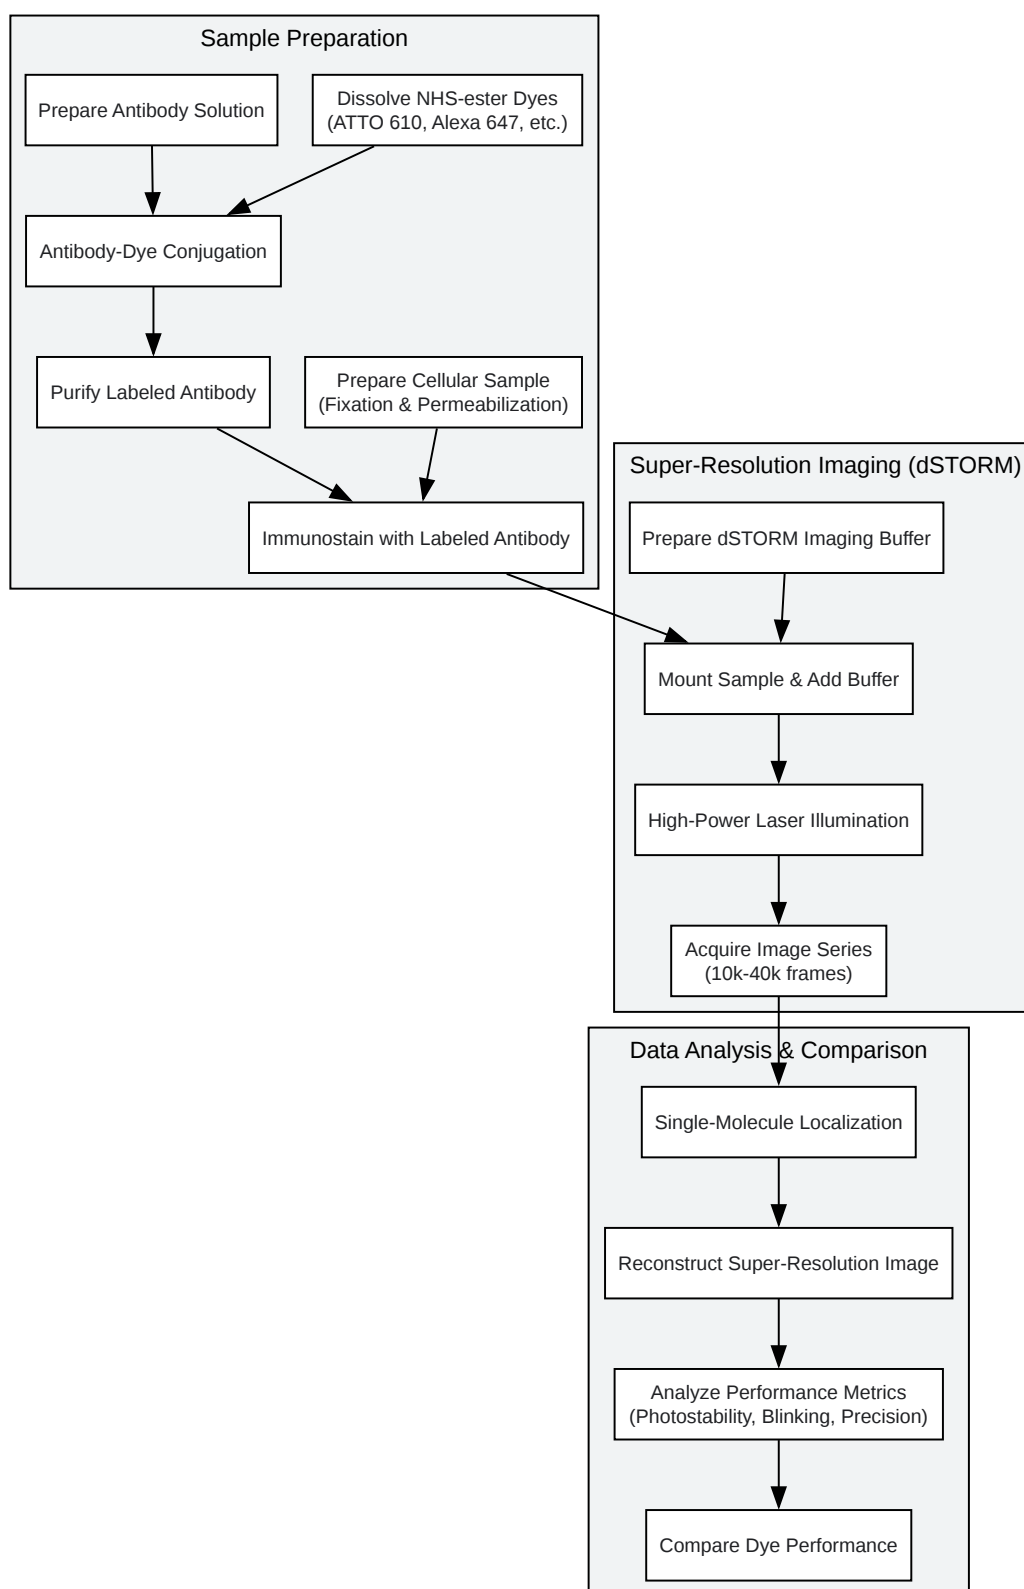 Sample Preparation
Prepare Antibody Solution
Dissolve NHS-ester Dyes
(ATTO 610, Alexa 647, etc.)
Antibody-Dye Conjugation
Purify Labeled Antibody
Prepare Cellular Sample
(Fixation & Permeabilization)
Immunostain with Labeled Antibody
Super-Resolution Imaging (dSTORM)
Prepare dSTORM Imaging Buffer
Mount Sample & Add Buffer
High-Power Laser Illumination
Acquire Image Series
(10k-40k frames)
Data Analysis & Comparison
Single-Molecule Localization
Reconstruct Super-Resolution Image
Analyze Performance Metrics
(Photostability, Blinking, Precision)
Compare Dye Performance